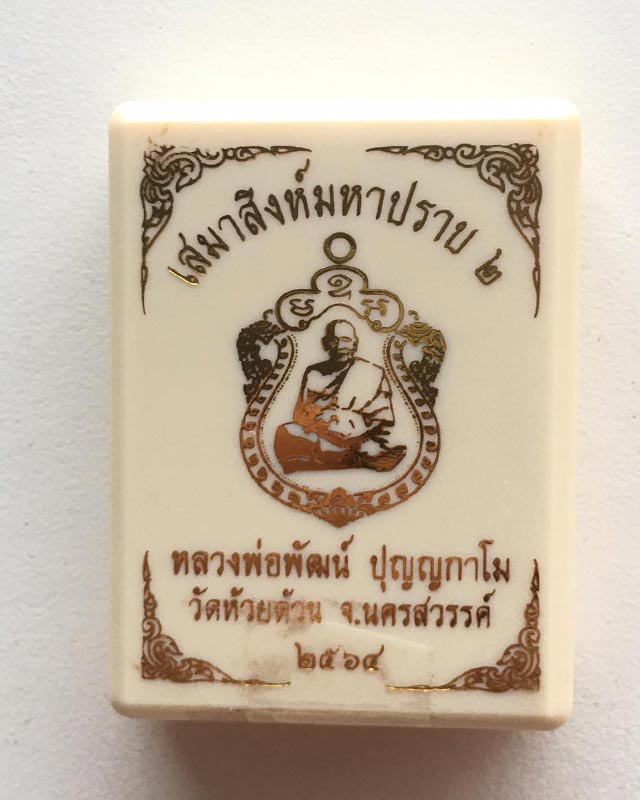 เสมาสิงห์มหาปราบ ๒
หลวงพ่อพัฒน์ ปุญญกาโม
วัดห้วยด้วน จ.นครสวรรค์
๒๕๖๔